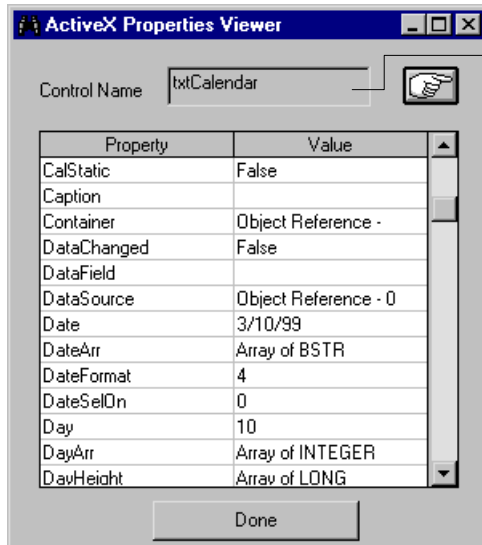 ActiveX Properties Viewer
Control Name txtCalendar
Property Value
CalStatic False
Caption
Container Object Reference -
DataChanged False
DataField
DataSource Object Reference - 0
Date 3/10/99
DateArr Array of BSTR
DateFormat 4
DateSelOn 0
Day 10
DayArr Array of INTEGER
DayHeight Array of LONG
Done